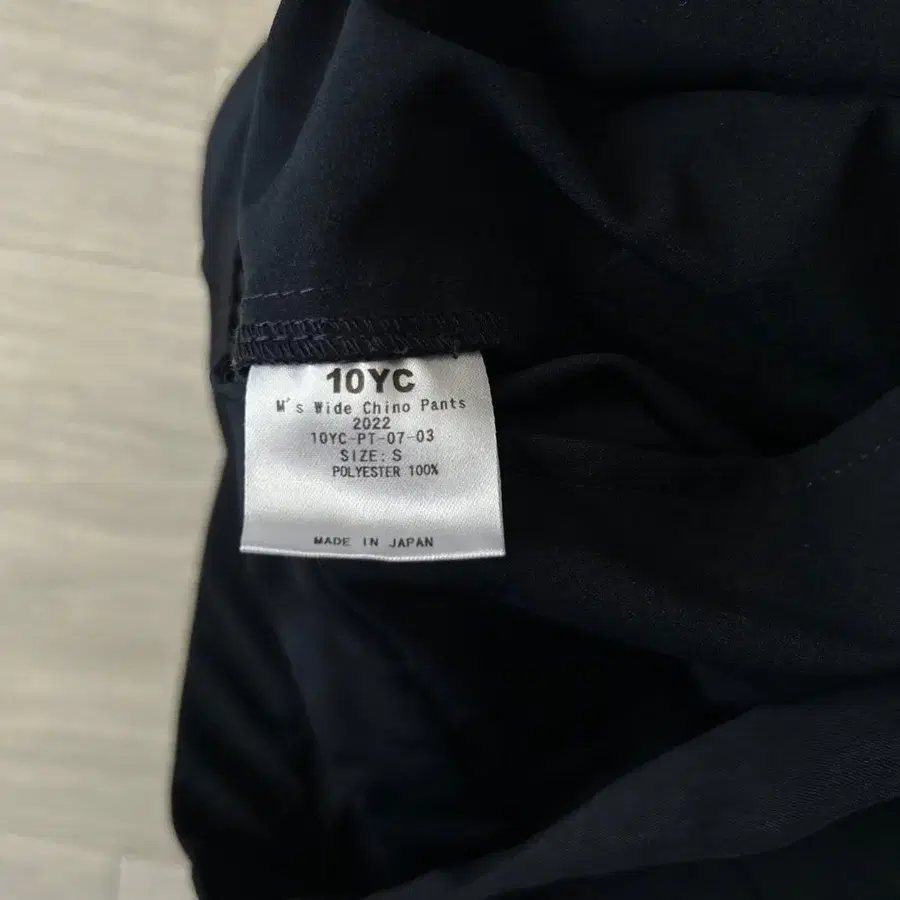 10YC
M's Wide Chino Pants
2022
10YC-PT-07-03
SIZE: S
POLYESTER 100%
MADE IN JAPAN